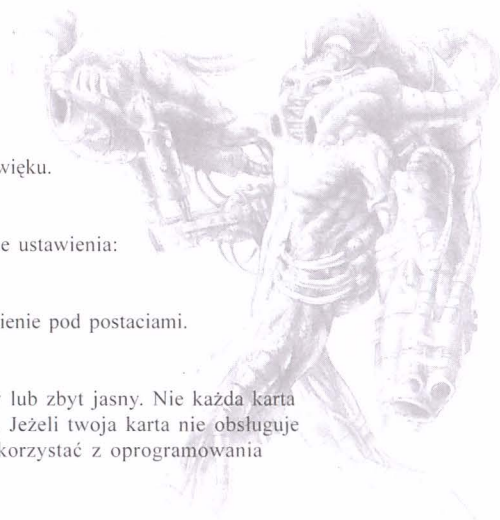 więku.
e ustawienia:
ienie pod postaciami.
lub zbyt jasny. Nie każda karta
Jeżeli twoja karta nie obsługuje
korzystać z oprogramowania